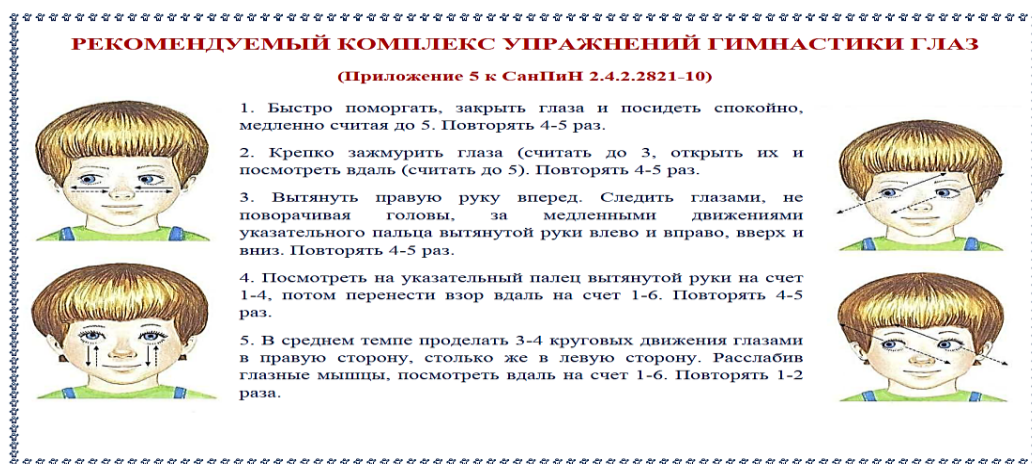 РЕКОМЕНДУЕМЫЙ КОМПЛЕКС УПРАЖНЕНИЙ ГИМНАСТИКИ ГЛАЗ
(Приложение 5 к СанПиН 2.4.2.2821-10)
1. Быстро поморгать, закрыть глаза и посидеть спокойно,
медленно считая до 5. Повторять 4-5 раз.
2. Крепко зажмурить глаза (считать до 3, открыть их и
посмотреть вдаль (считать до 5). Повторять 4-5 раз.
3. Вытянуть правую руку вперед. Следить глазами, не
поворачивая головы, за медленными движениями
указательного пальца вытянутой руки влево и вправо, вверх и
вниз. Повторять 4-5 раз.
4. Посмотреть на указательный палец вытянутой руки на счет
1-4, потом перенести взор вдаль на счет 1-6. Повторять 4-5
раз.
5. В среднем темпе проделать 3-4 круговых движения глазами
в правую сторону, столько же в левую сторону. Расслабив
глазные мышцы, посмотреть вдаль на счет 1-6. Повторять 1-2
раза.